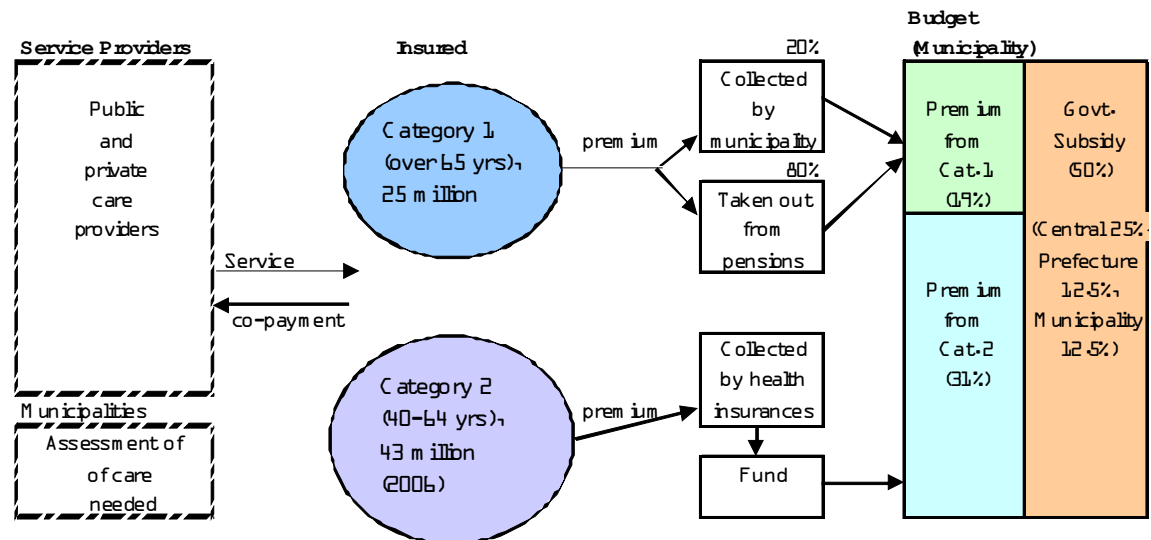 Service Providers
Public
and
private
care
providers
Municipalities
Assessment of
of care
needed
Service
co-payment
Insured
Category 1
(over 65 yrs),
25 million
premium
Category 2
(40-64 yrs),
43 million
(2006)
premium
20%
Collected
by
municipality
80%
Taken out
from
pensions
Collected
by health
insurances
Fund
Budget
(Municipality)
Premium
from
Cat.1
(19%)
Premium
from
Cat.2
(31%)
Govt.
Subsidy
(50%)
(Central 25%,
Prefecture
12.5%,
Municipality
12.5%)